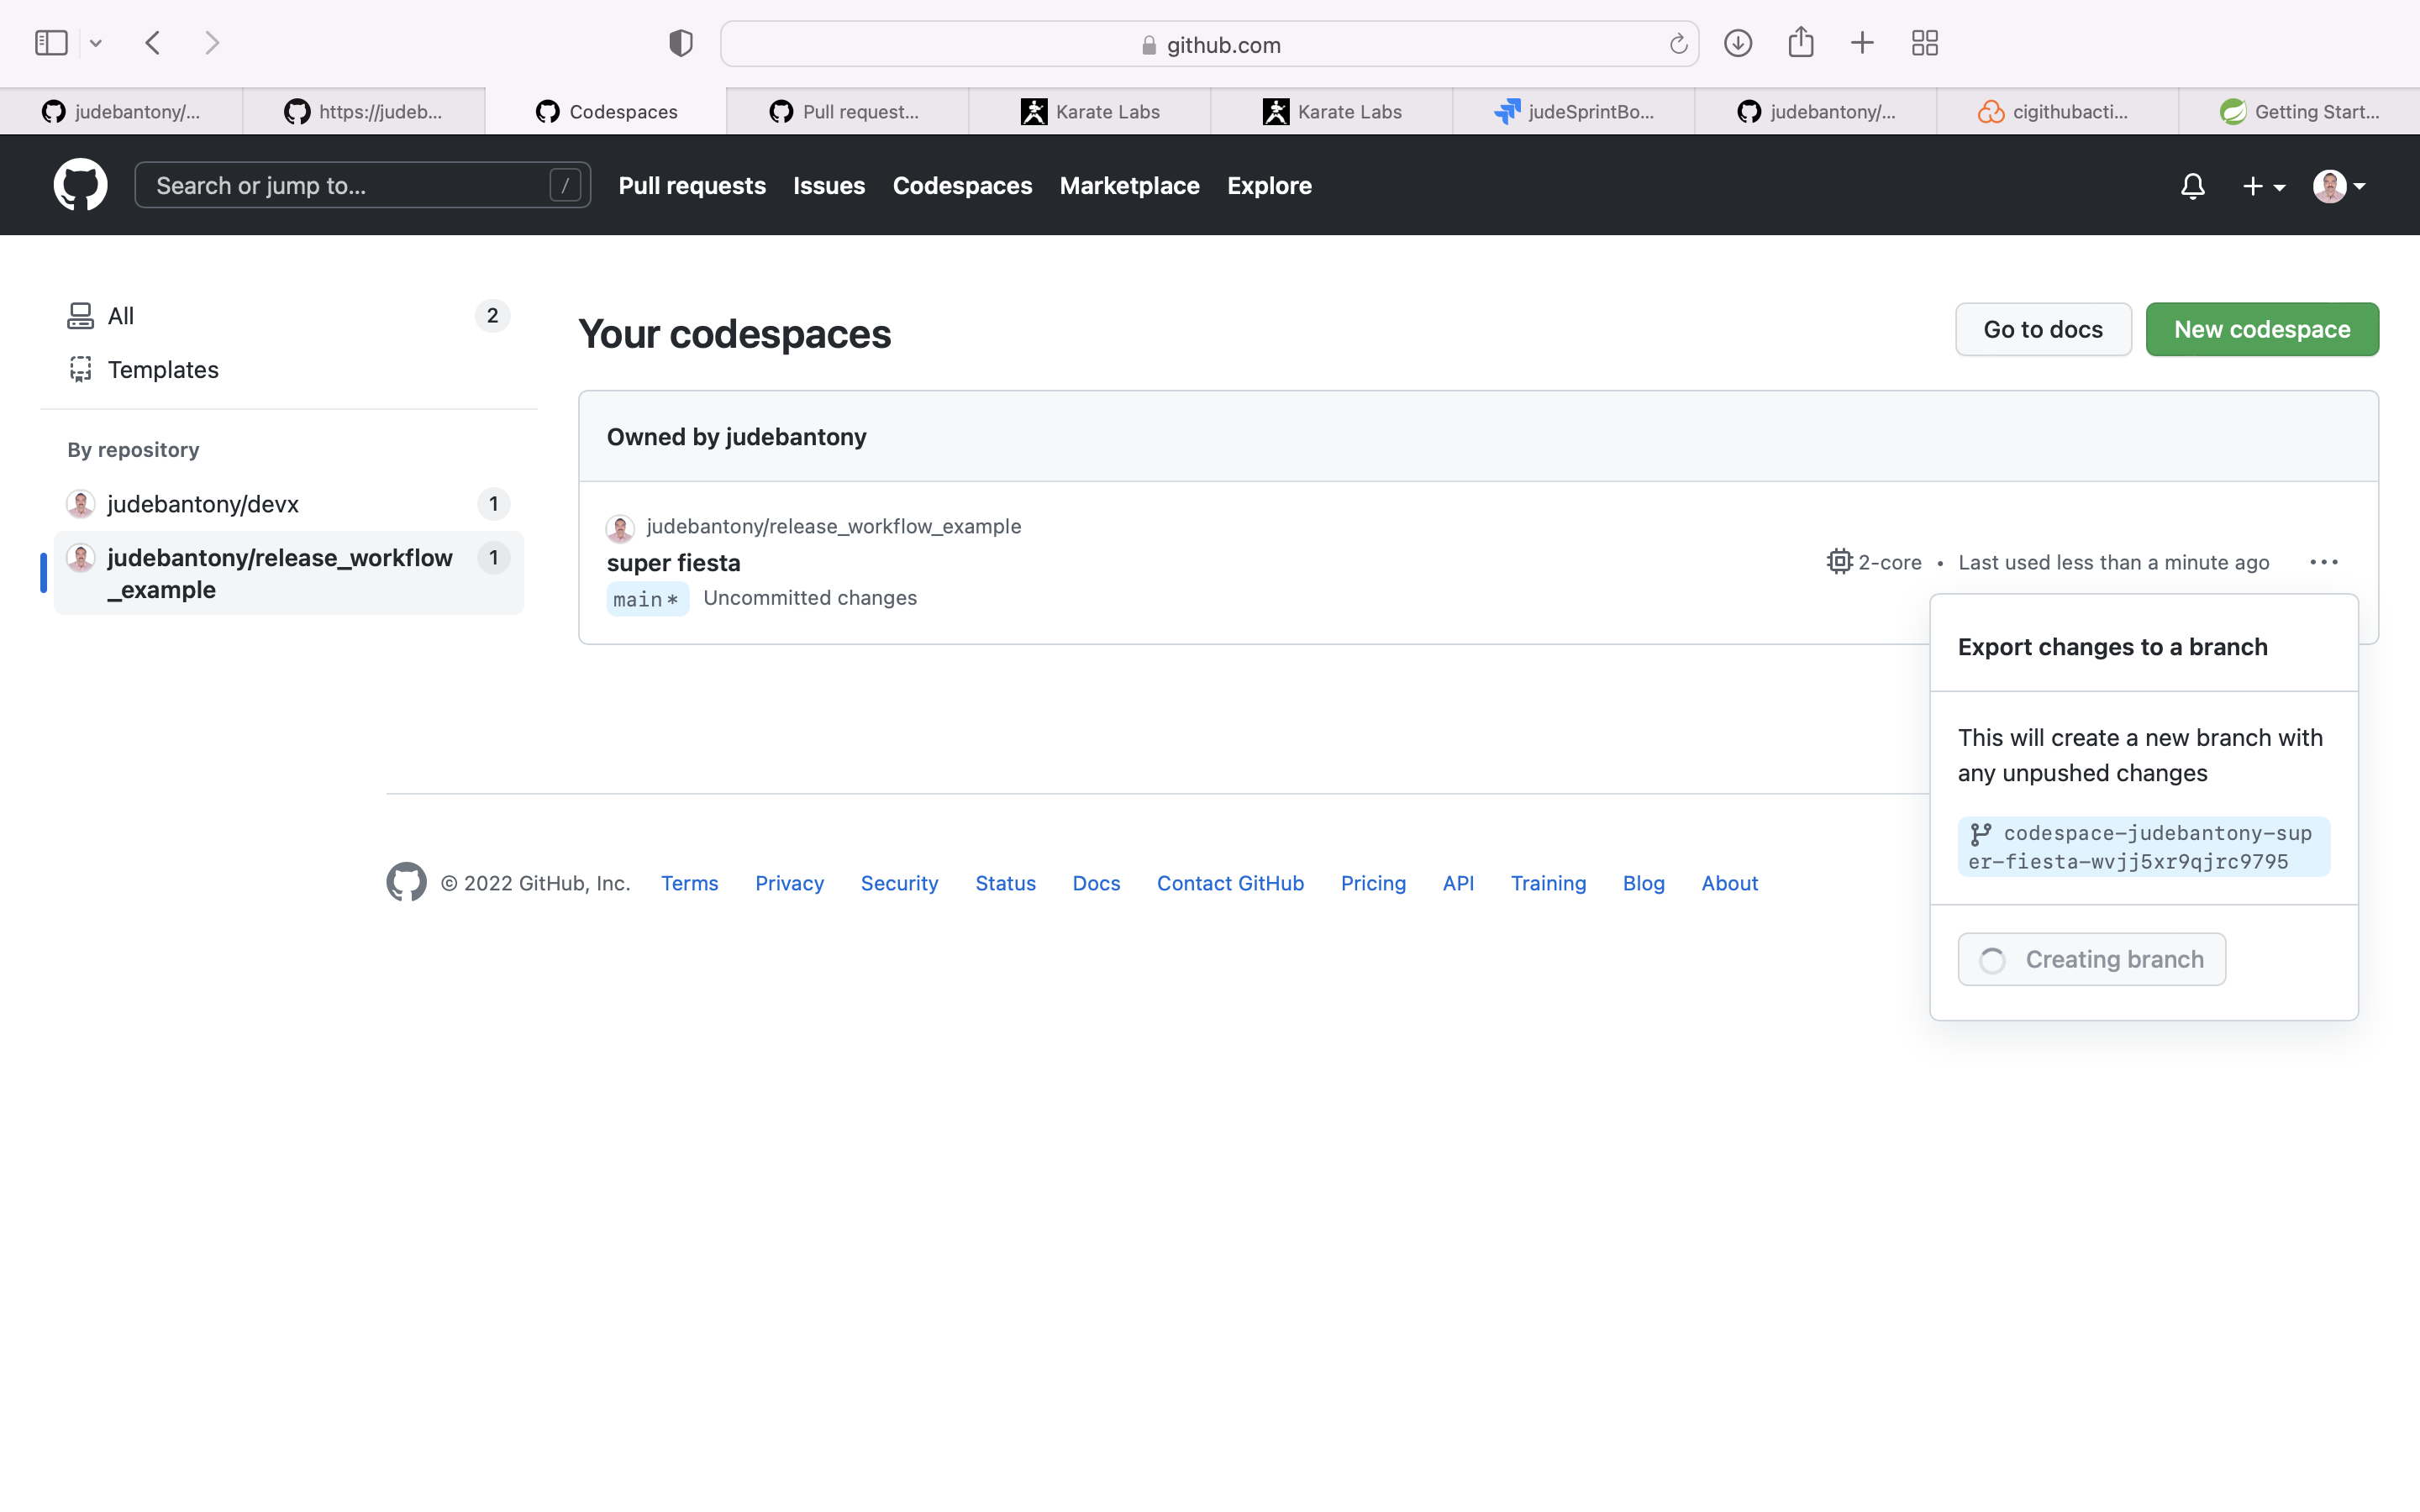 github.com
judebantony/...
https://judeb...
Codespaces
Pull request...
Karate Labs
Karate Labs
judeSprintBo...
judebantony/...
cigithubacti...
Getting Start...
Search or jump to...
/
Pull requests
Issues
Codespaces
Marketplace
Explore
All
2
Templates
By repository
judebantony/devx
1
judebantony/release_workflow
_example
1
Your codespaces
Go to docs
New codespace
Owned by judebantony
judebantony/release_workflow_example
super fiesta
main*
Uncommitted changes
2-core • Last used less than a minute ago
Export changes to a branch
This will create a new branch with
any unpushed changes
codespace-judebantony-sup
er-fiesta-wvjj5xr9qjrc9795
Creating branch
© 2022 GitHub, Inc.
Terms
Privacy
Security
Status
Docs
Contact GitHub
Pricing
API
Training
Blog
About